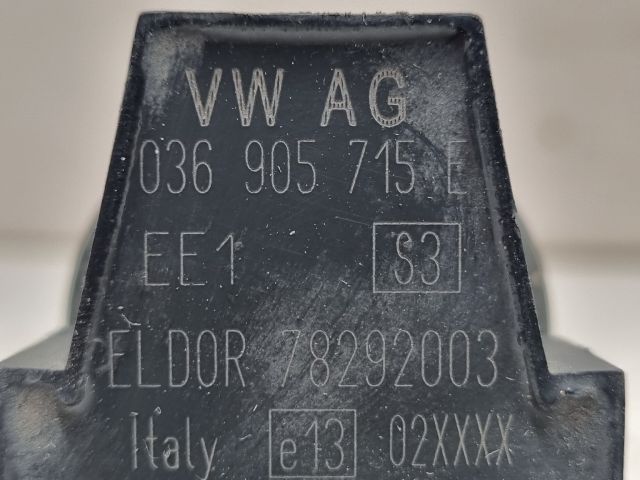 VW AG
036 905 715 E
EE1 S3
ELDOR 78292003
Italy e13 02XXXX